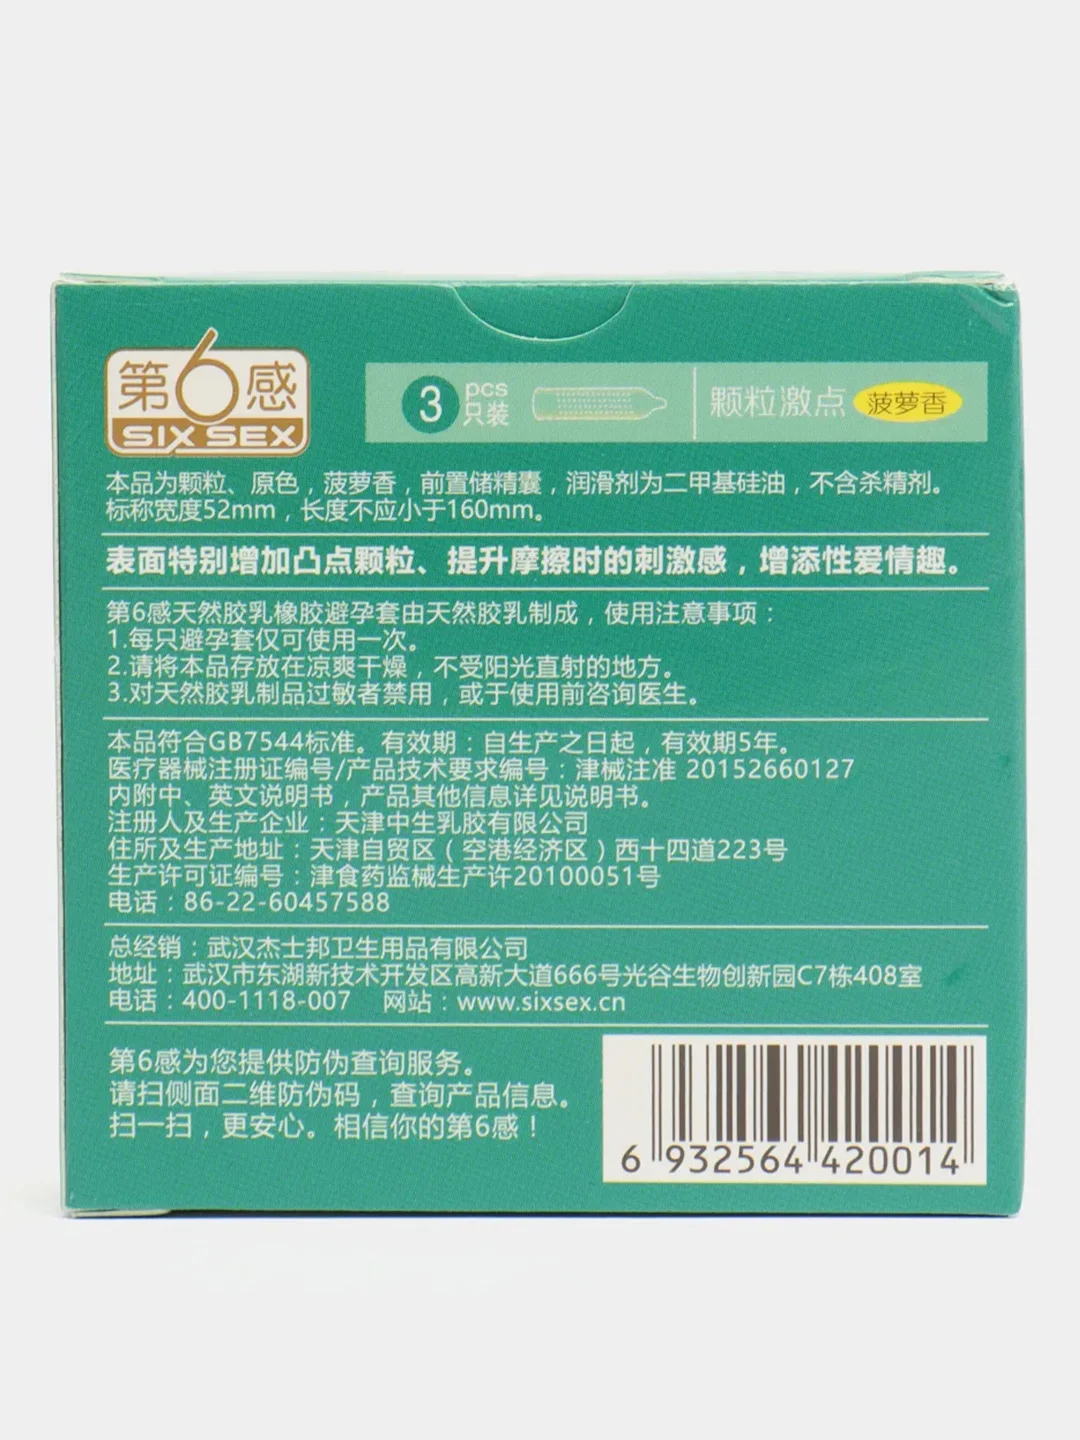 第6感
SIX SEX
3 pcs 只装
颗粒激点 菠萝香
本品为颗粒、原色，菠萝香，前置储精囊，润滑剂为二甲基硅油，不含杀精剂。
标称宽度52mm，长度不应小于160mm。
表面特别增加凸点颗粒、提升摩擦时的刺激感，增添性爱情趣。
第6感天然胶乳橡胶避孕套由天然胶乳制成，使用注意事项：
1.每只避孕套仅可使用一次。
2.请将本品存放在凉爽干燥，不受阳光直射的地方。
3.对天然胶乳制品过敏者禁用，或于使用前咨询医生。
本品符合GB7544标准。有效期：自生产之日起，有效期5年。
医疗器械注册证编号/产品技术要求编号：津械注准 20152660127
内附中、英文说明书，产品其他信息详见说明书。
注册人及生产企业：天津中生乳胶有限公司
住所及生产地址：天津自贸区（空港经济区）西十四道223号
生产许可证编号：津食药监械生产许20100051号
电话：86-22-60457588
总经销：武汉杰士邦卫生用品有限公司
地址：武汉市东湖新技术开发区高新大道666号光谷生物创新园C7栋408室
电话：400-1118-007 网站：www.sixsex.cn
第6感为您提供防伪查询服务。
请扫侧面二维防伪码，查询产品信息。
扫一扫，更安心。相信你的第6感！
6 932564 420014